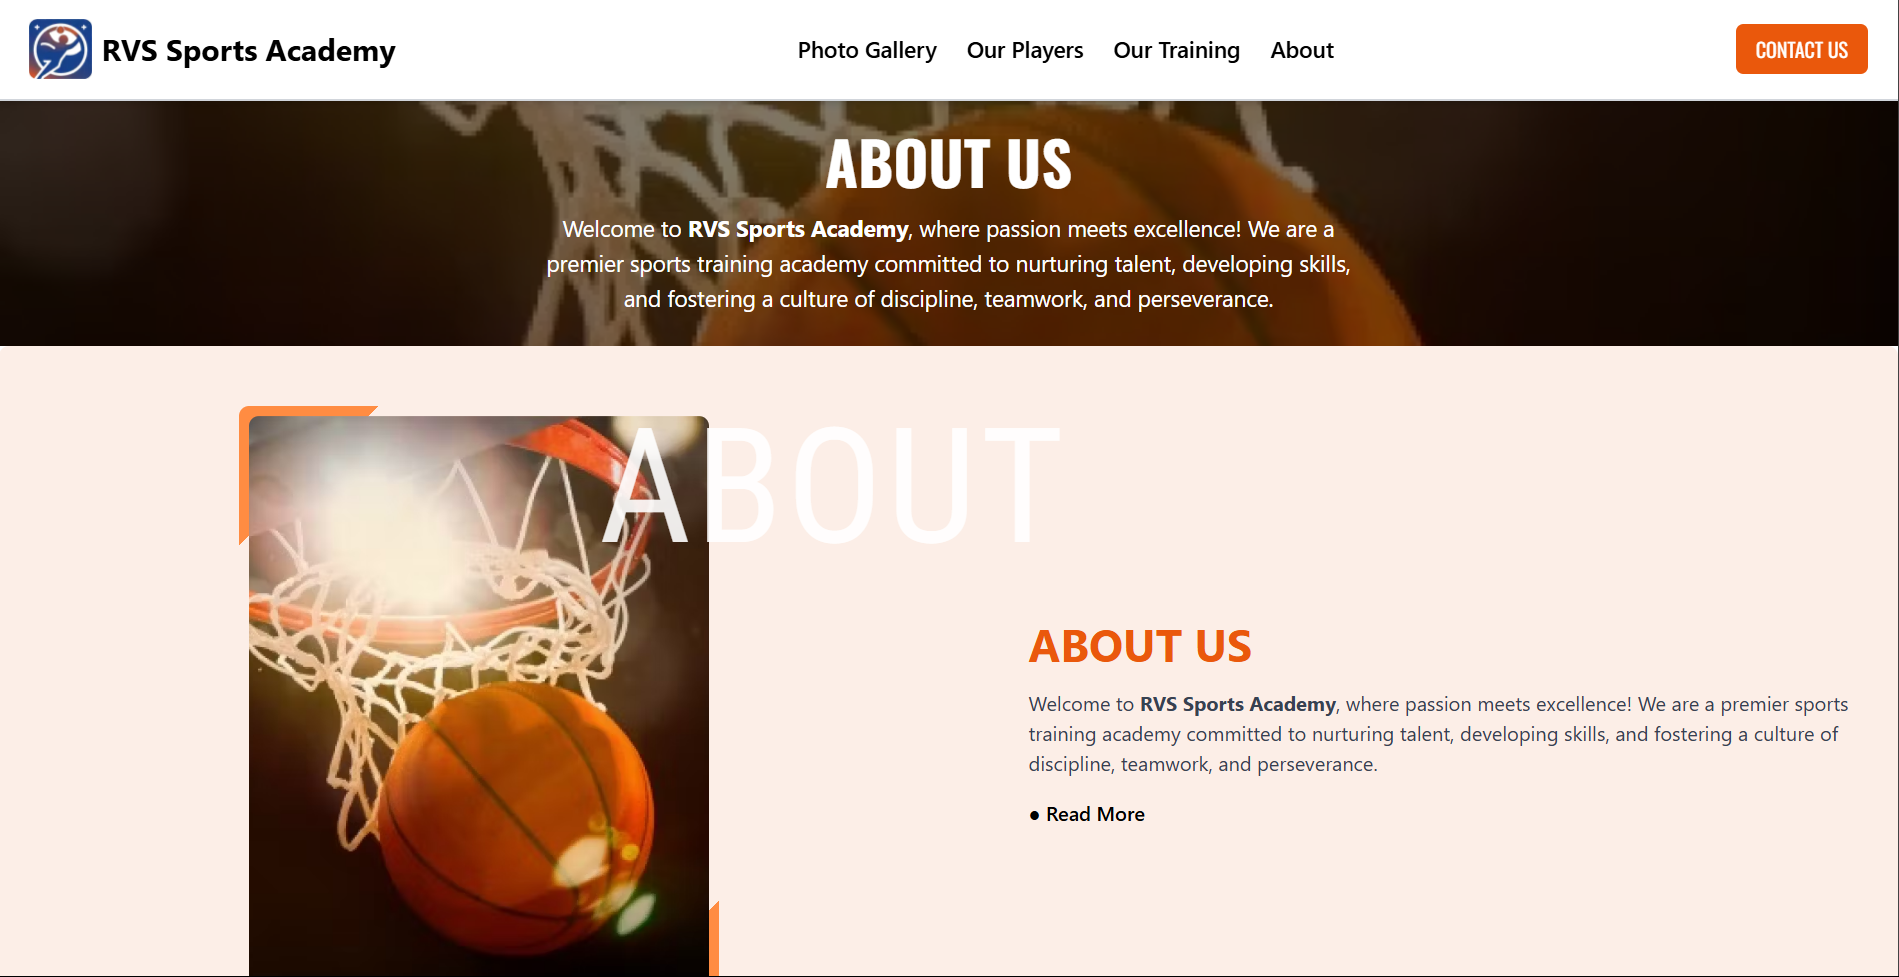 RVS Sports Academy
Photo Gallery Our Players Our Training About
CONTACT US
ABOUT US
Welcome to RVS Sports Academy, where passion meets excellence! We are a
premier sports training academy committed to nurturing talent, developing skills,
and fostering a culture of discipline, teamwork, and perseverance.
ABOUT
ABOUT US
Welcome to RVS Sports Academy, where passion meets excellence! We are a premier sports
training academy committed to nurturing talent, developing skills, and fostering a culture of
discipline, teamwork, and perseverance.
● Read More